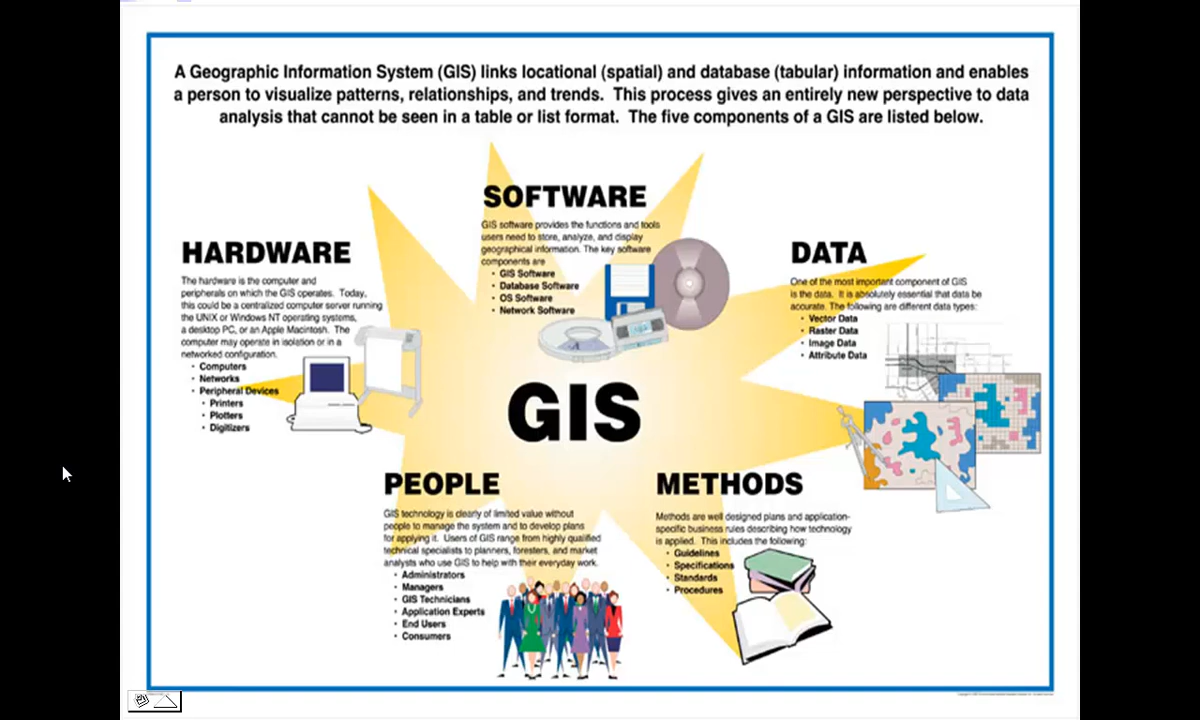 A Geographic Information System (GIS) links locational (spatial) and database (tabular) information and enables
a person to visualize patterns, relationships, and trends. This process gives an entirely new perspective to data
analysis that cannot be seen in a table or list format. The five components of a GIS are listed below.
SOFTWARE
GIS software provides the functions and tools
users need to store, analyze, and display
geographical information. The key software
components are
• GIS Software
• Database Software
• OS Software
• Network Software
HARDWARE
The hardware is the computer and
peripherals on which the GIS operates. Today,
this could be a centralized computer server running
the UNIX or Windows NT operating systems,
a desktop PC, or an Apple Macintosh. The
computer may operate in isolation or in a
networked configuration.
• Computers
• Networks
• Peripheral Devices
• Printers
• Plotters
• Digitizers
DATA
One of the most important component of GIS
is the data. It is absolutely essential that data be
accurate. The following are different data types:
• Vector Data
• Raster Data
• Image Data
• Attribute Data
GIS
PEOPLE
GIS technology is clearly of limited value without
people to manage the system and to develop plans
for applying it. Users of GIS range from highly qualified
technical specialists to planners, foresters, and market
analysts who use GIS to help with their everyday work.
• Administrators
• Managers
• GIS Technicians
• Application Experts
• End Users
• Consumers
METHODS
Methods are well designed plans and application-
specific business rules describing how technology
is applied. This includes the following:
• Guidelines
• Specifications
• Standards
• Procedures